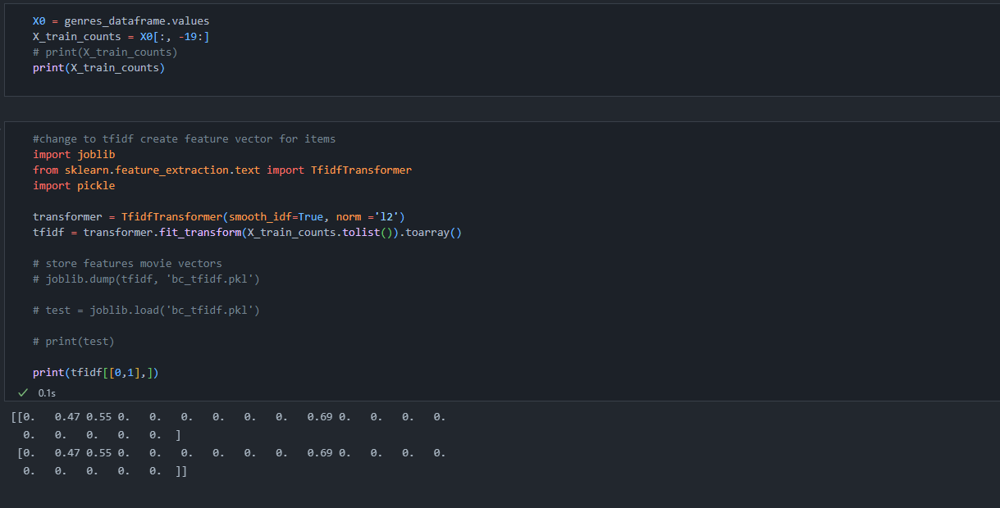 X0 = genres_dataframe.values
X_train_counts = X0[:, -19:]
# print(X_train_counts)
print(X_train_counts)
#change to tfidf create feature vector for items
import joblib
from sklearn.feature_extraction.text import TfidfTransformer
import pickle
transformer = TfidfTransformer(smooth_idf=True, norm ='l2')
tfidf = transformer.fit_transform(X_train_counts.tolist()).toarray()
# store features movie vectors
# joblib.dump(tfidf, 'bc_tfidf.pkl')
# test = joblib.load('bc_tfidf.pkl')
# print(test)
print(tfidf[[0,1],])
0.1s
[[0.   0.47 0.55 0.   0.   0.   0.   0.   0.   0.69 0.   0.   0.   0.
  0.   0.   0.   0.   0.  ]
 [0.   0.47 0.55 0.   0.   0.   0.   0.   0.   0.69 0.   0.   0.   0.
  0.   0.   0.   0.   0.  ]]